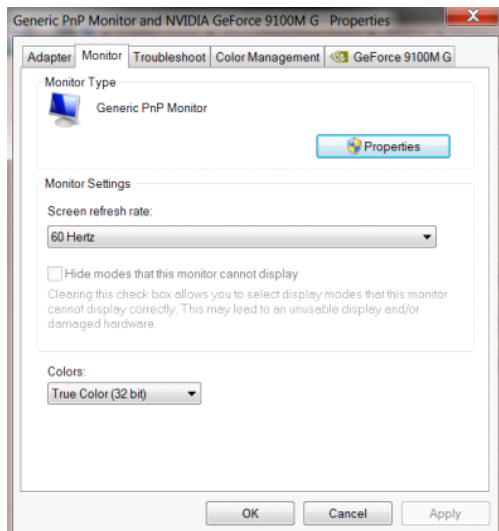 Generic PnP Monitor and NVIDIA GeForce 9100M G Properties
Adapter Monitor Troubleshoot Color Management GeForce 9100M G
Monitor Type
Generic PnP Monitor
Properties
Monitor Settings
Screen refresh rate:
60 Hertz
Hide modes that this monitor cannot display
Clearing this check box allows you to select display modes that this monitor
cannot display correctly. This may lead to an unusable display and/or
damaged hardware.
Colors:
True Color (32 bit)
OK Cancel Apply